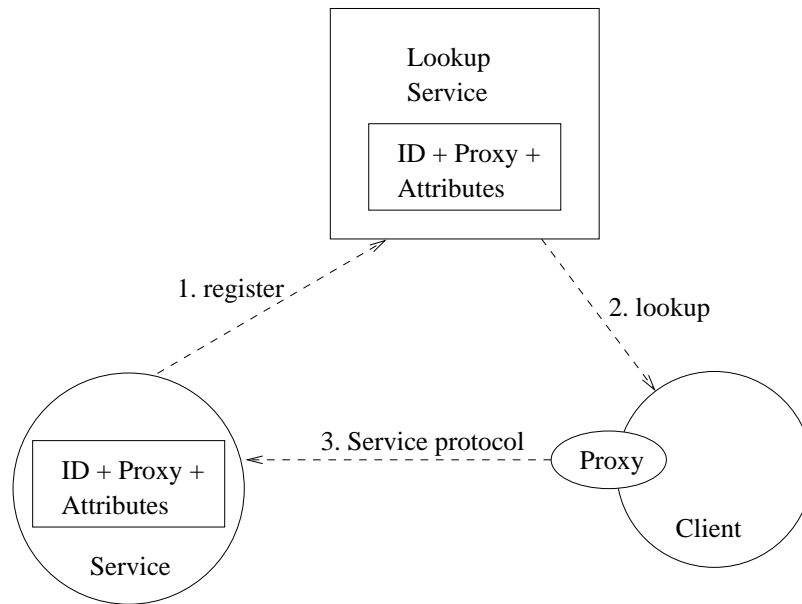 Lookup
Service
ID + Proxy +
Attributes
1. register
2. lookup
3. Service protocol
Proxy
ID + Proxy +
Attributes
Client
Service